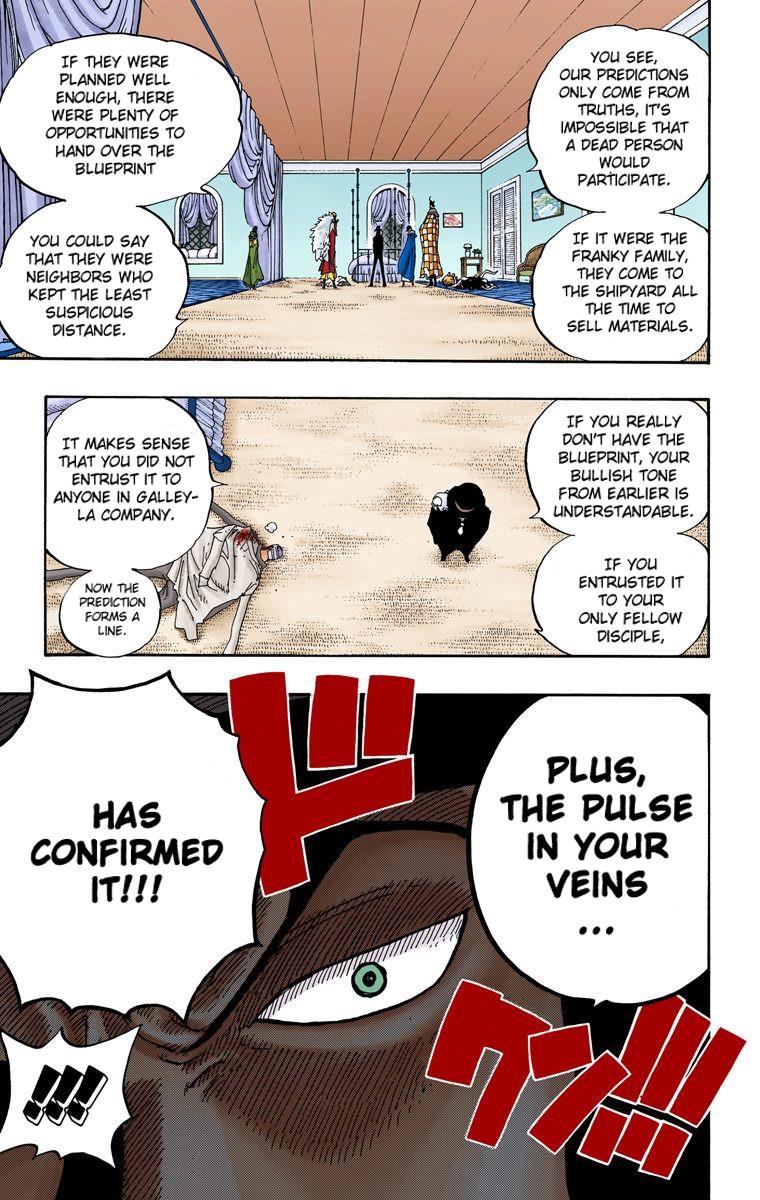 YOU SEE,
OUR PREDICTIONS
ONLY COME FROM
TRUTHS, IT'S
IMPOSSIBLE THAT
A DEAD PERSON
WOULD
PARTICIPATE.
IF IT WERE THE
FRANKY FAMILY,
THEY COME TO
THE SHIPYARD ALL
THE TIME TO
SELL MATERIALS.
IF THEY WERE
PLANNED WELL
ENOUGH, THERE
WERE PLENTY OF
OPPORTUNITIES TO
HAND OVER THE
BLUEPRINT
YOU COULD SAY
THAT THEY WERE
NEIGHBORS WHO
KEPT THE LEAST
SUSPICIOUS
DISTANCE.
IF YOU REALLY
DON'T HAVE THE
BLUEPRINT, YOUR
BULLISH TONE
FROM EARLIER IS
UNDERSTANDABLE.
IF YOU
ENTRUSTED IT
TO YOUR
ONLY FELLOW
DISCIPLE,
IT MAKES SENSE
THAT YOU DID NOT
ENTRUST IT TO
ANYONE IN GALLEY-
LA COMPANY.
NOW THE
PREDICTION
FORMS A
LINE.
PLUS,
THE PULSE
IN YOUR
VEINS
...
ドクン!!!
HAS
CONFIRMED
IT!!!
!!!!